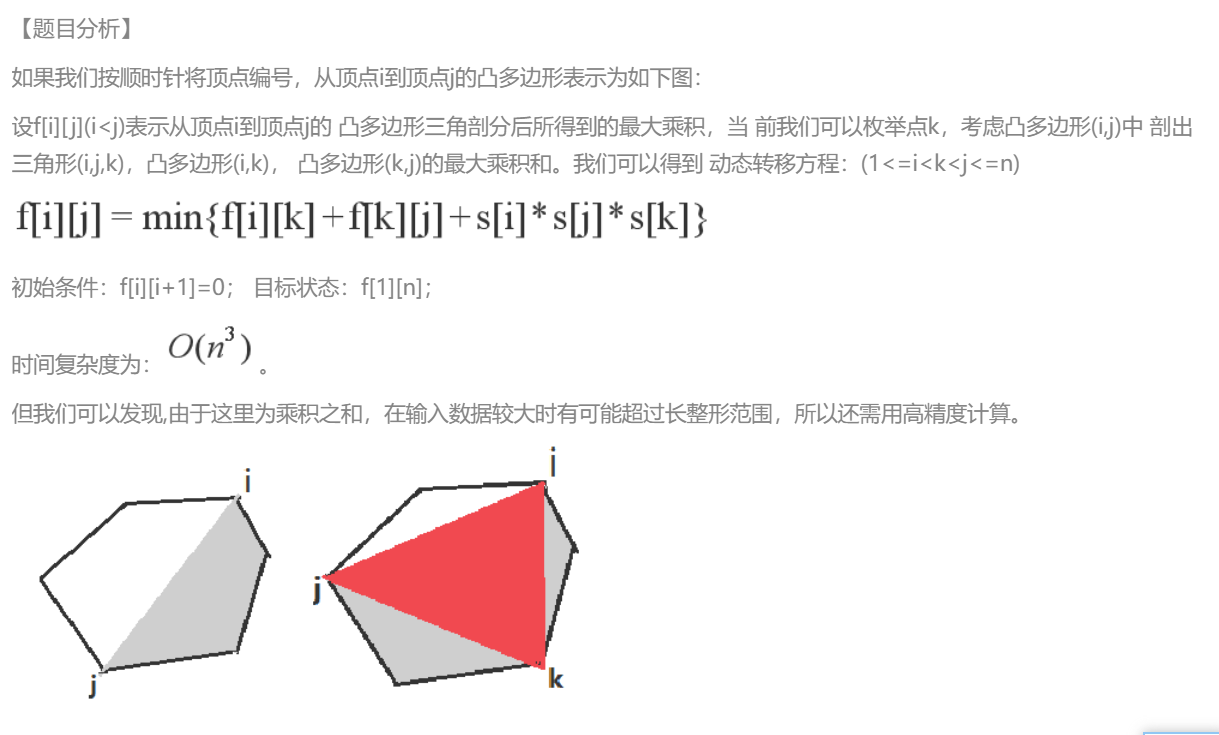 【题目分析】
如果我们按顺时针将顶点编号，从顶点i到顶点j的凸多边形表示为如下图：
设f[i][j](i<j)表示从顶点i到顶点j的 凸多边形三角剖分后所得到的最大乘积，当 前我们可以枚举点k，考虑凸多边形(i,j)中 剖出
三角形(i,j,k)，凸多边形(i,k)， 凸多边形(k,j)的最大乘积和。我们可以得到 动态转移方程：(1<=i<k<j<=n)
f[i][j] = min{f[i][k]+f[k][j]+s[i]*s[j]*s[k]}
初始条件：f[i][i+1]=0； 目标状态：f[1][n]；
时间复杂度为： O(n³) 。
但我们可以发现,由于这里为乘积之和，在输入数据较大时有可能超过长整形范围，所以还需用高精度计算。
i
j
i
j
k